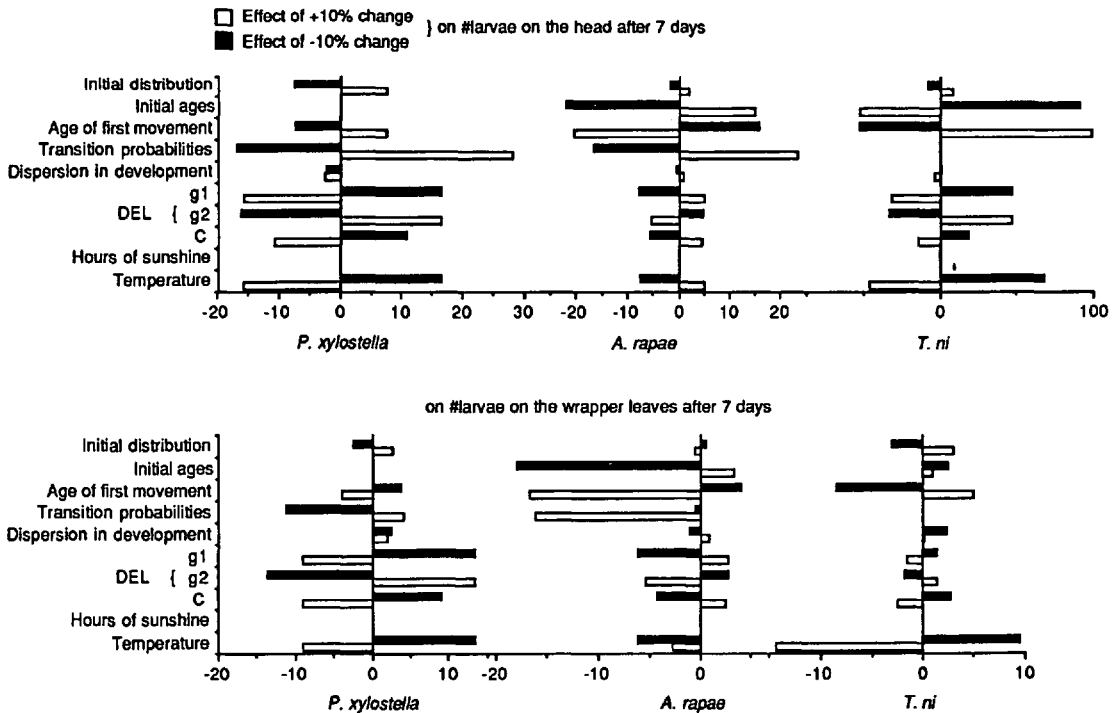 Effect of +10% change
Effect of -10% change
} on #larvae on the head after 7 days
Initial distribution
Initial ages
Age of first movement
Transition probabilities
Dispersion in development
g1
DEL { g2
C
Hours of sunshine
Temperature
-20 -10 0 10 20 30 -20 -10 0 10 20 0 100
P. xylostella A. rapae T. ni
on #larvae on the wrapper leaves after 7 days
Initial distribution
Initial ages
Age of first movement
Transition probabilities
Dispersion in development
g1
DEL { g2
C
Hours of sunshine
Temperature
-10 0 10 -20 -10 0 -10 0 10
P. xylostella A. rapae T. ni